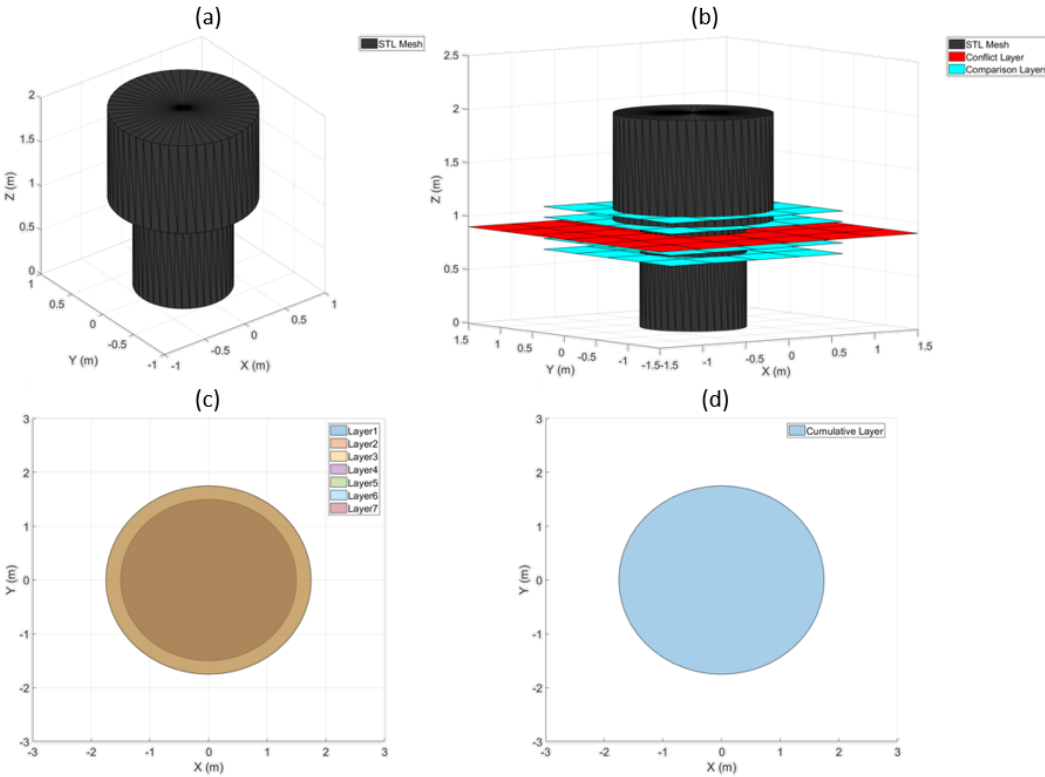 (a)
STL Mesh
2
1.5
1
0.5
0
Z (m)
1
0.5
0
-0.5
-1
Y (m)
-1
-0.5
0
0.5
1
X (m)
(b)
STL Mesh
Conflict Layer
Comparison Layers
2.5
2
1.5
1
0.5
0
Z (m)
1.5
1
0.5
0
-0.5
-1
-1.5
Y (m)
-1.5
-1
-0.5
0
0.5
1
1.5
X (m)
(c)
Layer1
Layer2
Layer3
Layer4
Layer5
Layer6
Layer7
3
2
1
0
-1
-2
-3
Y (m)
-3
-2
-1
0
1
2
3
X (m)
(d)
Cumulative Layer
3
2
1
0
-1
-2
-3
Y (m)
-3
-2
-1
0
1
2
3
X (m)